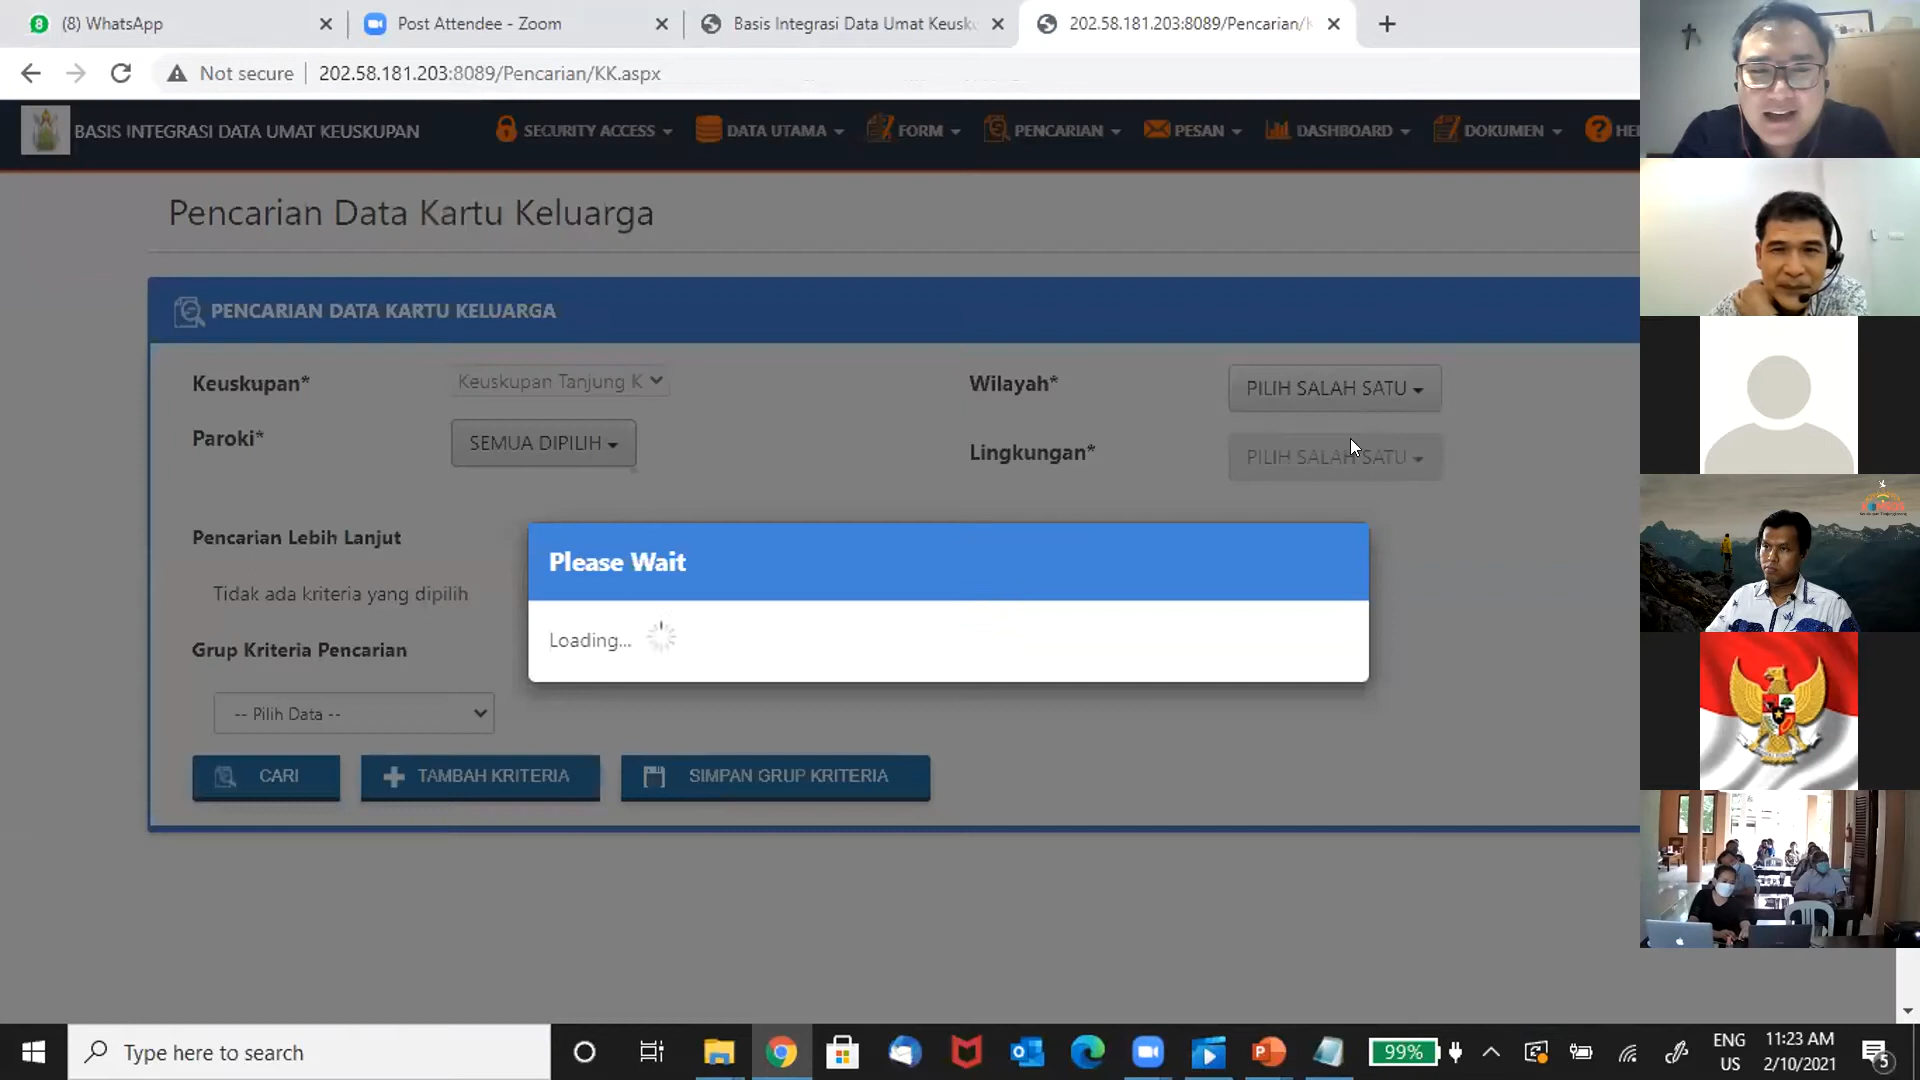 (8) WhatsApp
Post Attendee - Zoom
Basis Integrasi Data Umat Keusk
202.58.181.203:8089/Pencarian/K
Not secure
202.58.181.203:8089/Pencarian/KK.aspx
BASIS INTEGRASI DATA UMAT KEUSKUPAN
SECURITY ACCESS
DATA UTAMA
FORM
PENCARIAN
PESAN
DASHBOARD
DOKUMEN
HE
Pencarian Data Kartu Keluarga
PENCARIAN DATA KARTU KELUARGA
Keuskupan*
Keuskupan Tanjung K
Wilayah*
PILIH SALAH SATU
Paroki*
SEMUA DIPILIH
Lingkungan*
PILIH SALAH SATU
Pencarian Lebih Lanjut
Please Wait
Tidak ada kriteria yang dipilih
Loading...
Grup Kriteria Pencarian
-- Pilih Data --
CARI
TAMBAH KRITERIA
SIMPAN GRUP KRITERIA
Type here to search
99%
ENG
US
11:23 AM
2/10/2021
5